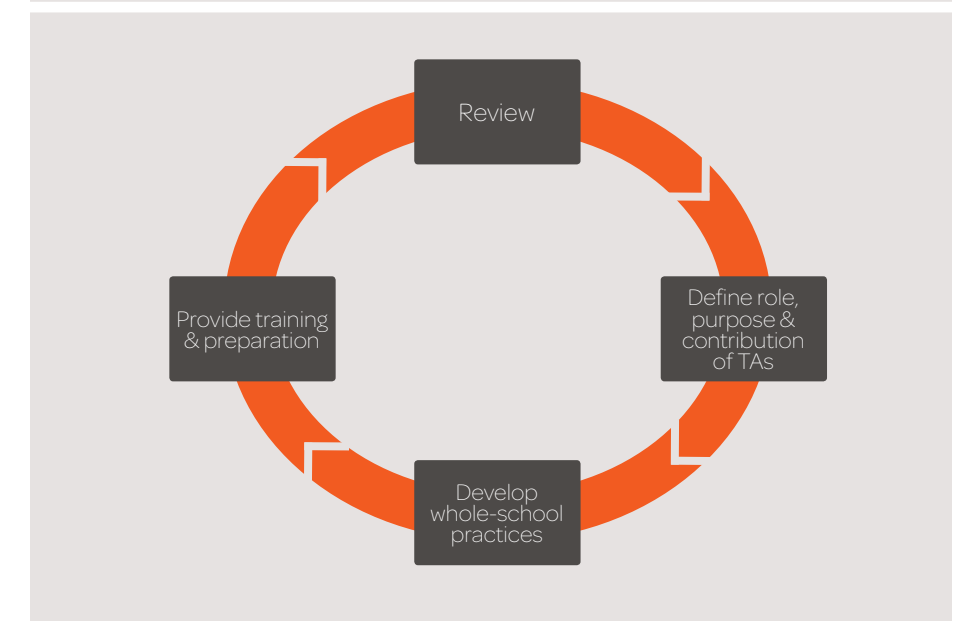 Review
Define role,
purpose &
contribution
of TAs
Develop
whole-school
practices
Provide training
& preparation